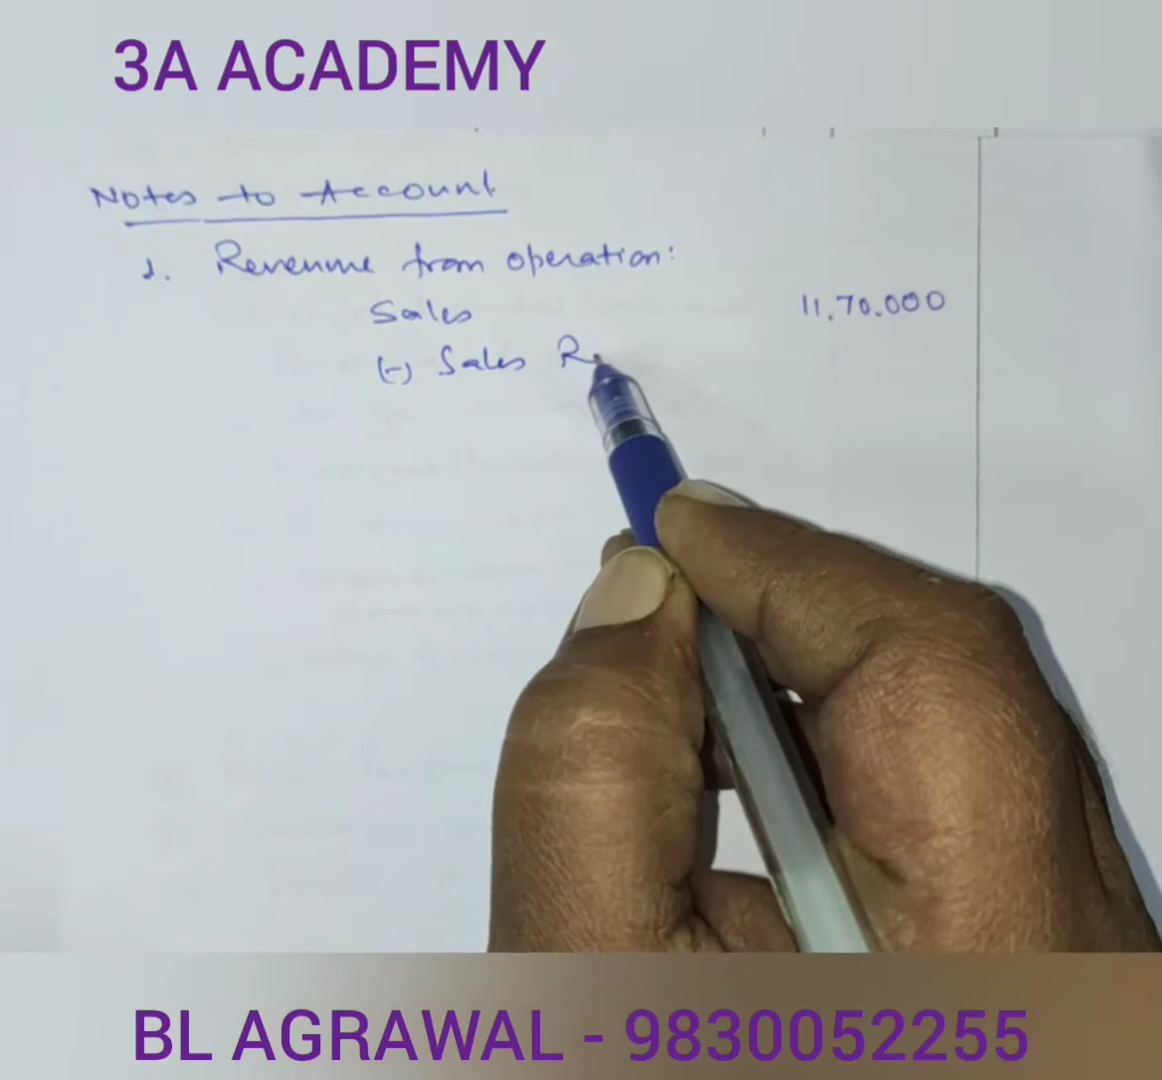 3A ACADEMY
Notes to Account
1. Revenue from operation:
Sales 11,70,000
(-) Sales R
BL AGRAWAL - 9830052255